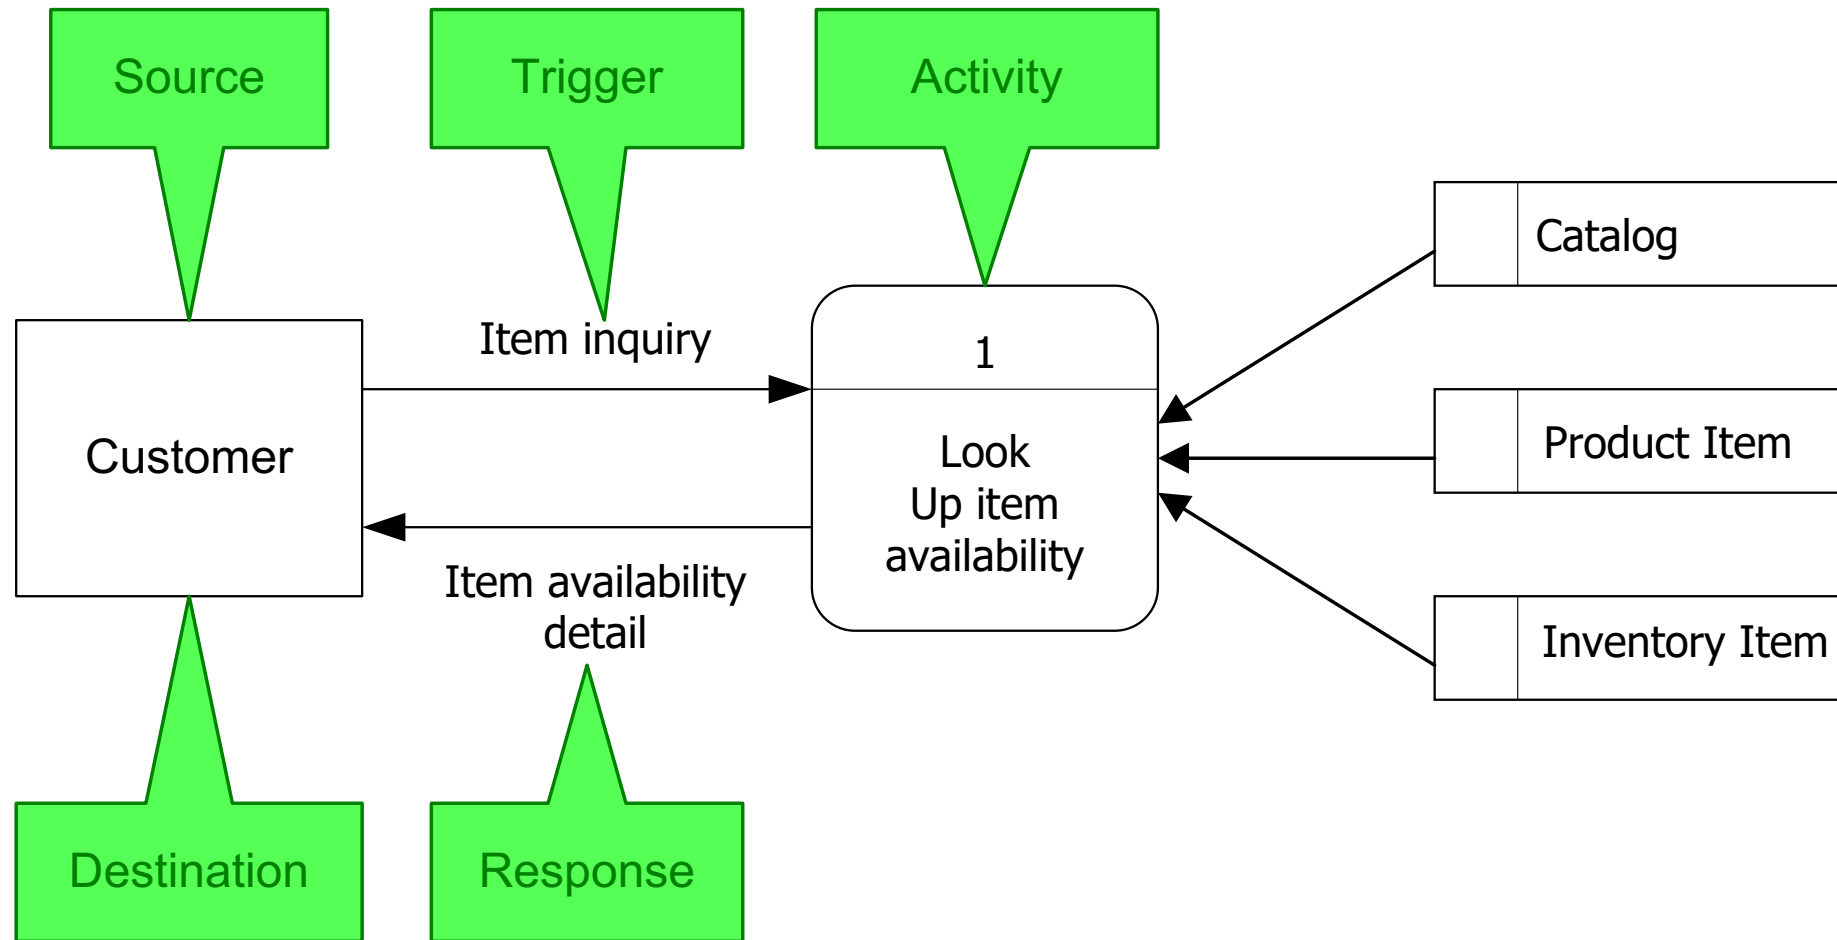 Source
Trigger
Activity
Catalog
Item inquiry
1
Customer
Look
Up item
availability
Product Item
Item availability
detail
Inventory Item
Destination
Response